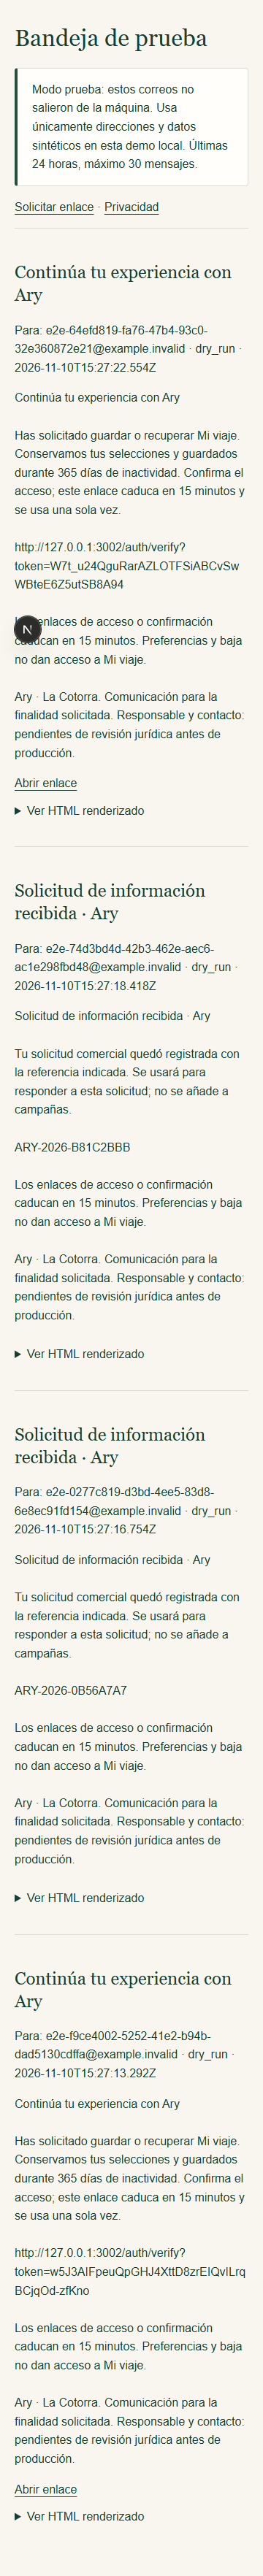 Bandeja de prueba
Modo prueba: estos correos no
salieron de la máquina. Usa
únicamente direcciones y datos
sintéticos en esta demo local. Últimas
24 horas, máximo 30 mensajes.
Solicitar enlace · Privacidad
Continúa tu experiencia con
Ary
Para: e2e-64efd819-fa76-47b4-93c0-
32e360872e21@example.invalid · dry_run ·
2026-11-10T15:27:22.554Z
Continúa tu experiencia con Ary
Has solicitado guardar o recuperar Mi viaje.
Conservamos tus selecciones y guardados
durante 365 días de inactividad. Confirma el
acceso; este enlace caduca en 15 minutos y
se usa una sola vez.
http://127.0.0.1:3002/auth/verify?
token=W7t_u24QguRarAZLOTFSiABCvSw
WBteE6Z5utSB8A94
N
enlaces de acceso o confirmación
caducan en 15 minutos. Preferencias y baja
no dan acceso a Mi viaje.
Ary · La Cotorra. Comunicación para la
finalidad solicitada. Responsable y contacto:
pendientes de revisión jurídica antes de
producción.
Abrir enlace
Ver HTML renderizado
Solicitud de información
recibida · Ary
Para: e2e-74d3bd4d-42b3-462e-aec6-
ac1e298fbd48@example.invalid · dry_run ·
2026-11-10T15:27:18.418Z
Solicitud de información recibida · Ary
Tu solicitud comercial quedó registrada con
la referencia indicada. Se usará para
responder a esta solicitud; no se añade a
campañas.
ARY-2026-B81C2BBB
Los enlaces de acceso o confirmación
caducan en 15 minutos. Preferencias y baja
no dan acceso a Mi viaje.
Ary · La Cotorra. Comunicación para la
finalidad solicitada. Responsable y contacto:
pendientes de revisión jurídica antes de
producción.
Ver HTML renderizado
Solicitud de información
recibida · Ary
Para: e2e-0277c819-d3bd-4ee5-83d8-
6e8ec91fd154@example.invalid · dry_run ·
2026-11-10T15:27:16.754Z
Solicitud de información recibida · Ary
Tu solicitud comercial quedó registrada con
la referencia indicada. Se usará para
responder a esta solicitud; no se añade a
campañas.
ARY-2026-0B56A7A7
Los enlaces de acceso o confirmación
caducan en 15 minutos. Preferencias y baja
no dan acceso a Mi viaje.
Ary · La Cotorra. Comunicación para la
finalidad solicitada. Responsable y contacto:
pendientes de revisión jurídica antes de
producción.
Ver HTML renderizado
Continúa tu experiencia con
Ary
Para: e2e-f9ce4002-5252-41e2-b94b-
dad5130cdffa@example.invalid · dry_run ·
2026-11-10T15:27:13.292Z
Continúa tu experiencia con Ary
Has solicitado guardar o recuperar Mi viaje.
Conservamos tus selecciones y guardados
durante 365 días de inactividad. Confirma el
acceso; este enlace caduca en 15 minutos y
se usa una sola vez.
http://127.0.0.1:3002/auth/verify?
token=w5J3AIFpeuQpGHJ4XttD8zrEIQvILrq
BCjqOd-zfKno
Los enlaces de acceso o confirmación
caducan en 15 minutos. Preferencias y baja
no dan acceso a Mi viaje.
Ary · La Cotorra. Comunicación para la
finalidad solicitada. Responsable y contacto:
pendientes de revisión jurídica antes de
producción.
Abrir enlace
Ver HTML renderizado